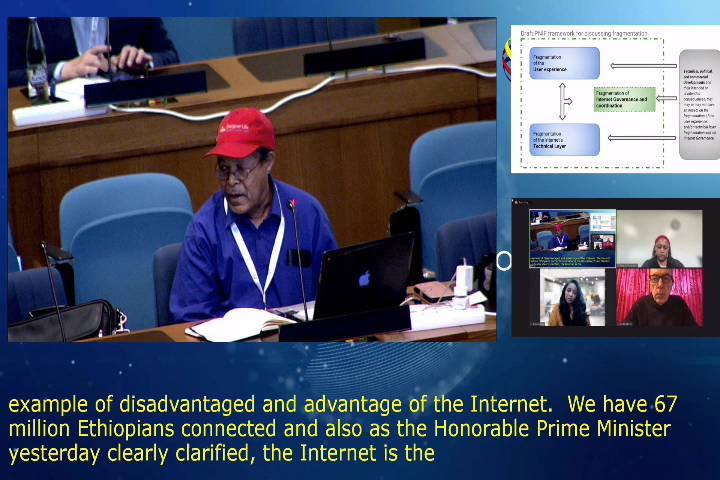 Draft PNIF framework for discussing fragmentation
Fragmentation
of the
User experience
Fragmentation of
Internet Governance and
coordination
Fragmentation
of the Internet's
Technical Layer
example of disadvantaged and advantage of the Internet. We have 67
million Ethiopians connected and also as the Honorable Prime Minister
yesterday clearly clarified, the Internet is the